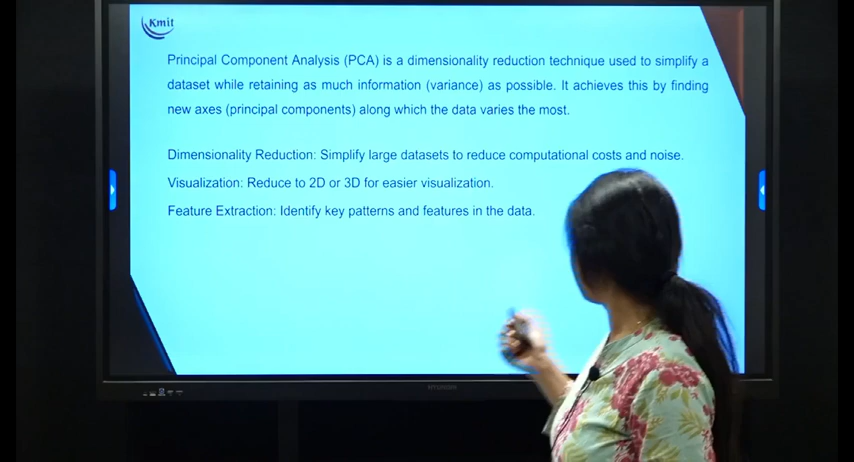 Kmit
Principal Component Analysis (PCA) is a dimensionality reduction technique used to simplify a
dataset while retaining as much information (variance) as possible. It achieves this by finding
new axes (principal components) along which the data varies the most.
Dimensionality Reduction: Simplify large datasets to reduce computational costs and noise.
Visualization: Reduce to 2D or 3D for easier visualization.
Feature Extraction: Identify key patterns and features in the data.
HYUNDAI